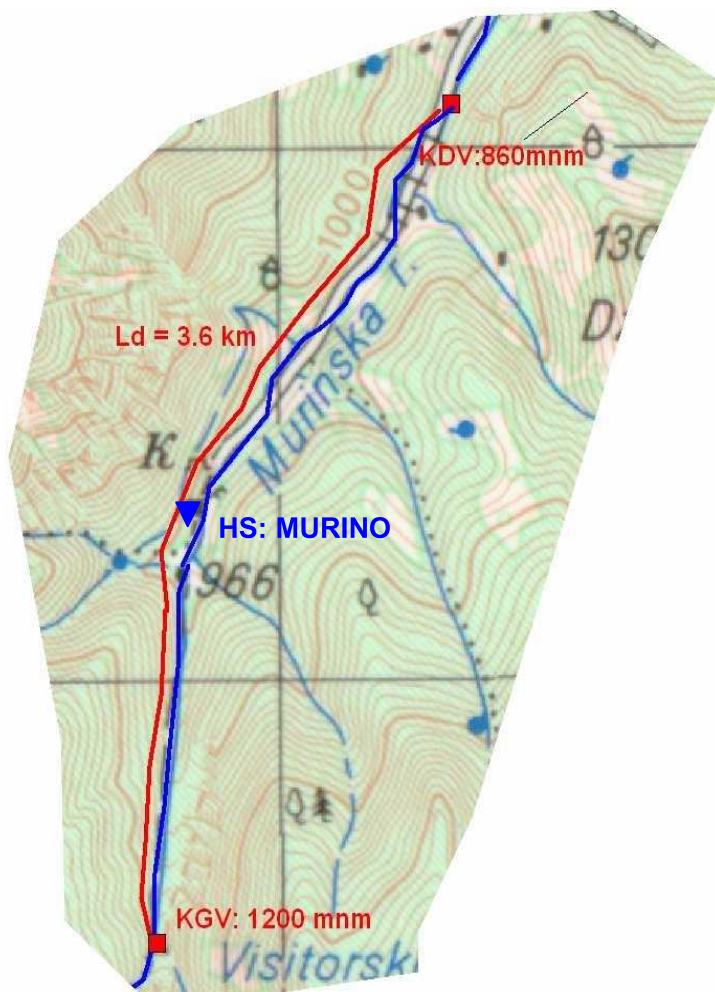 KDV:860mnm
1000
130
Murinska r.
Ld = 3.6 km
K
HS: MURINO
966
KGV: 1200 mnm
Visitorsk